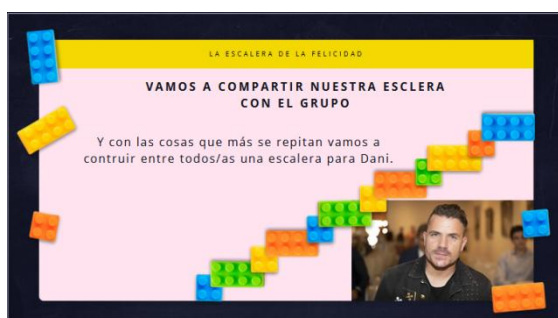 LA ESCALERA DE LA FELICIDAD
VAMOS A COMPARTIR NUESTRA ESCLERA
CON EL GRUPO
Y con las cosas que más se repitan vamos a
contruir entre todos/as una escalera para Dani.